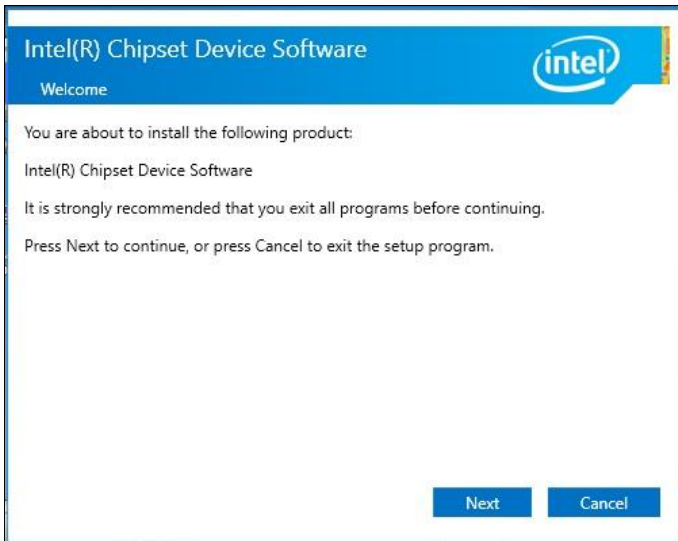 Intel(R) Chipset Device Software
intel
Welcome
You are about to install the following product:
Intel(R) Chipset Device Software
It is strongly recommended that you exit all programs before continuing.
Press Next to continue, or press Cancel to exit the setup program.
Next
Cancel